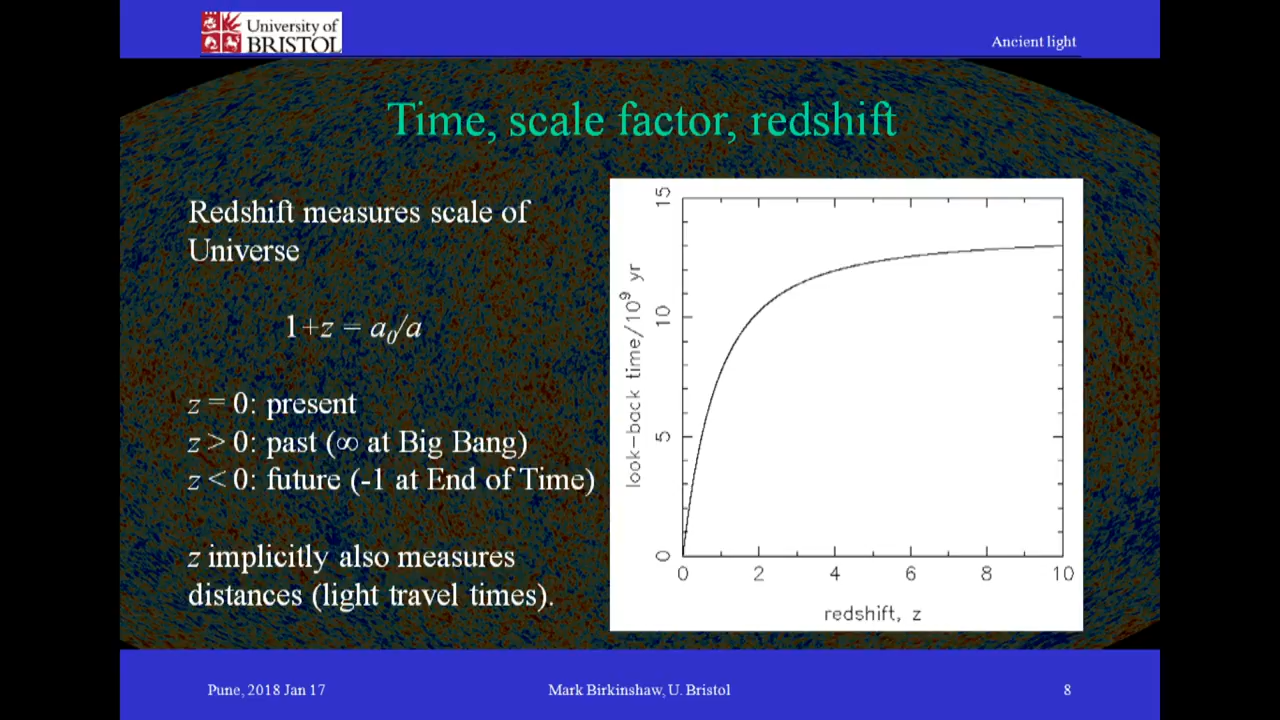 University of
BRISTOL
Ancient light
Time, scale factor, redshift
Redshift measures scale of
Universe
1+z = a₀/a
z = 0: present
z > 0: past (∞ at Big Bang)
z < 0: future (-1 at End of Time)
z implicitly also measures
distances (light travel times).
look-back time/10⁹ yr
15
10
5
0
0 2 4 6 8 10
redshift, z
Pune, 2018 Jan 17
Mark Birkinshaw, U. Bristol
8